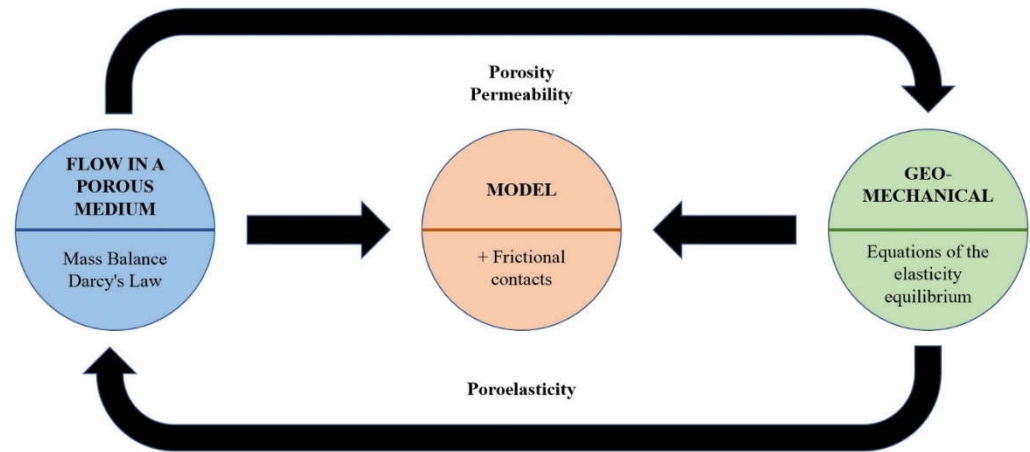 Porosity
Permeability
FLOW IN A
POROUS
MEDIUM
Mass Balance
Darcy's Law
MODEL
+ Frictional
contacts
GEO-
MECHANICAL
Equations of the
elasticity
equilibrium
Poroelasticity